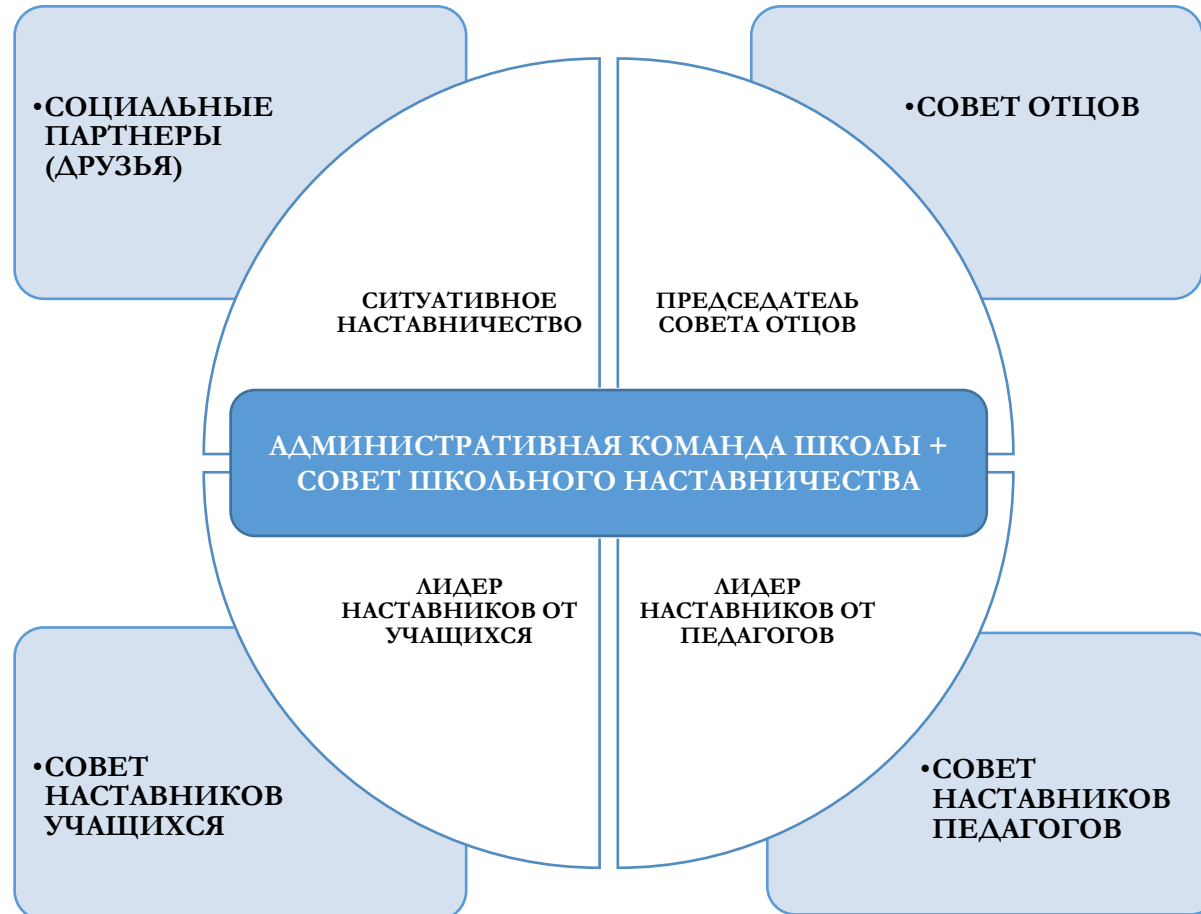 •СОЦИАЛЬНЫЕ
ПАРТНЕРЫ
(ДРУЗЬЯ)
•СОВЕТ ОТЦОВ
СИТУАТИВНОЕ
НАСТАВНИЧЕСТВО
ПРЕДСЕДАТЕЛЬ
СОВЕТА ОТЦОВ
АДМИНИСТРАТИВНАЯ КОМАНДА ШКОЛЫ +
СОВЕТ ШКОЛЬНОГО НАСТАВНИЧЕСТВА
ЛИДЕР
НАСТАВНИКОВ ОТ
УЧАЩИХСЯ
ЛИДЕР
НАСТАВНИКОВ ОТ
ПЕДАГОГОВ
•СОВЕТ
НАСТАВНИКОВ
УЧАЩИХСЯ
•СОВЕТ
НАСТАВНИКОВ
ПЕДАГОГОВ